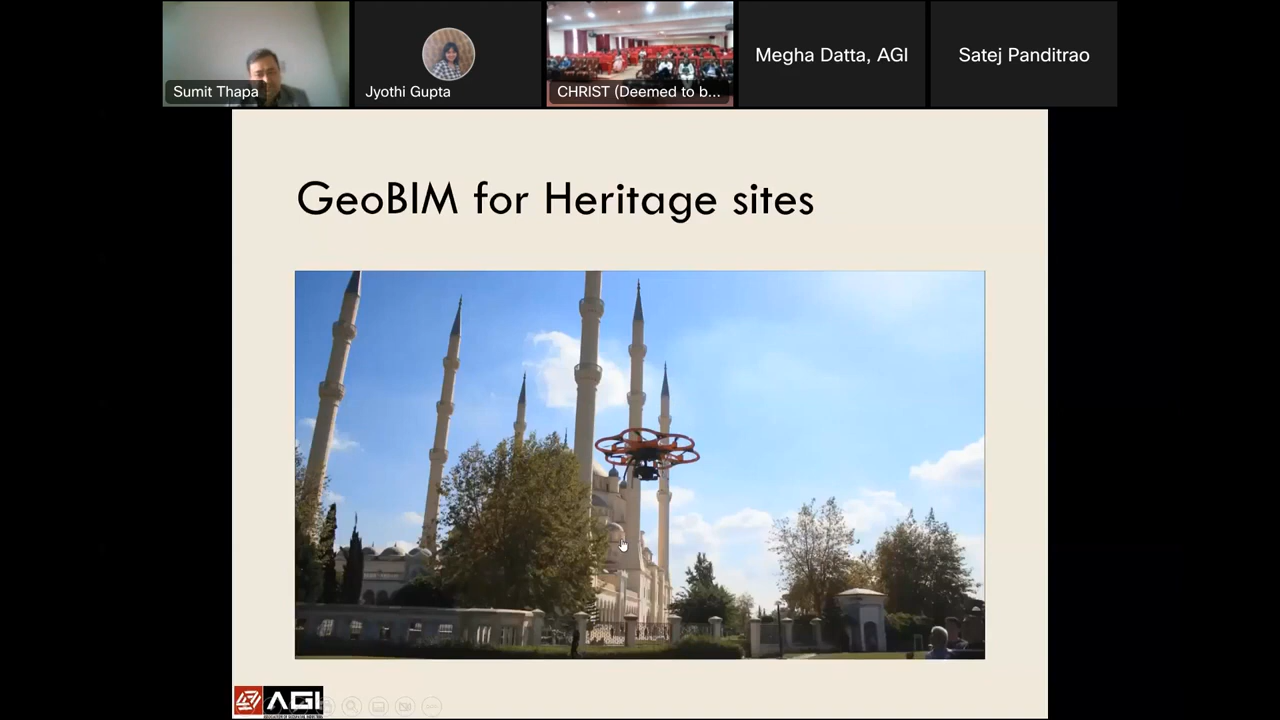 Sumit Thapa
Jyothi Gupta
CHRIST (Deemed to b...
Megha Datta, AGI
Satej Panditrao
GeoBIM for Heritage sites
AGI